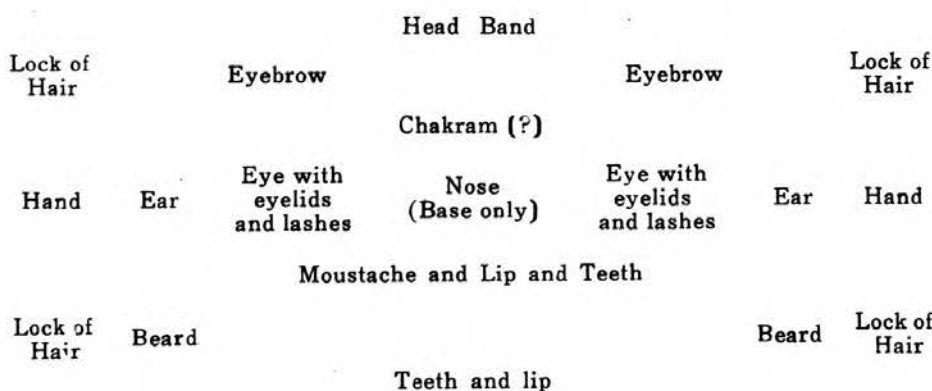 Head Band
Lock of Hair Eyebrow Eyebrow Lock of Hair
Chakram (?)
Hand Ear Eye with eyelids and lashes Nose (Base only) Eye with eyelids and lashes Ear Hand
Moustache and Lip and Teeth
Lock of Hair Beard Beard Lock of Hair
Teeth and lip